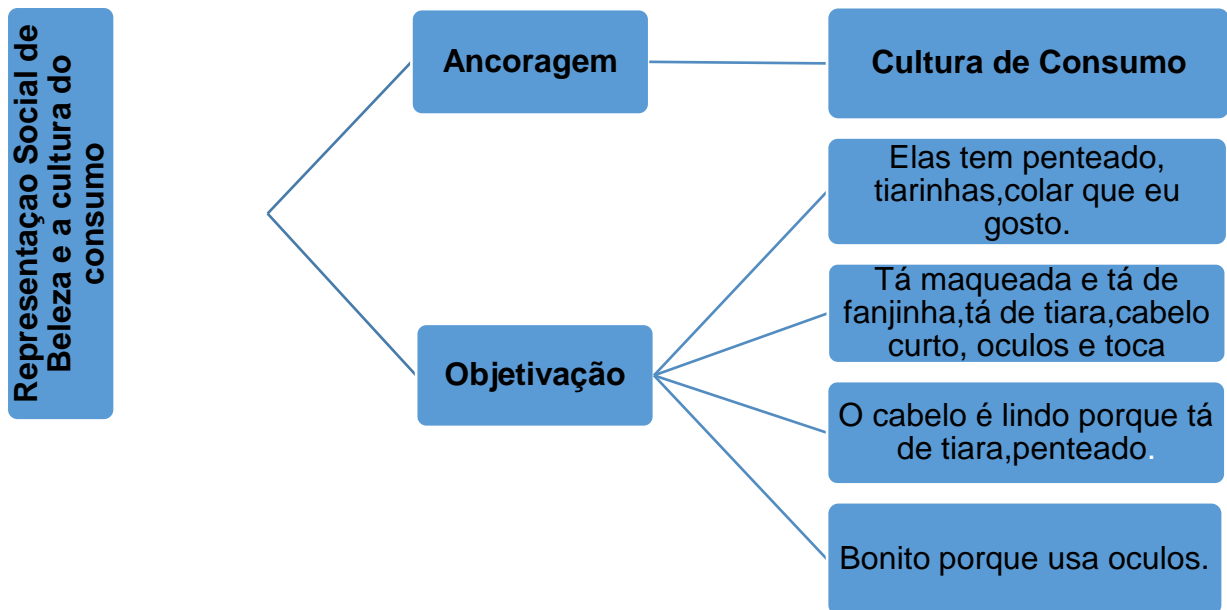 Representaçao Social de
Beleza e a cultura do
consumo
Ancoragem
Cultura de Consumo
Objetivação
Elas tem penteado,
tiarinhas,colar que eu
gosto.
Tá maqueada e tá de
fanjinha,tá de tiara,cabelo
curto, oculos e toca
O cabelo é lindo porque tá
de tiara,penteado.
Bonito porque usa oculos.